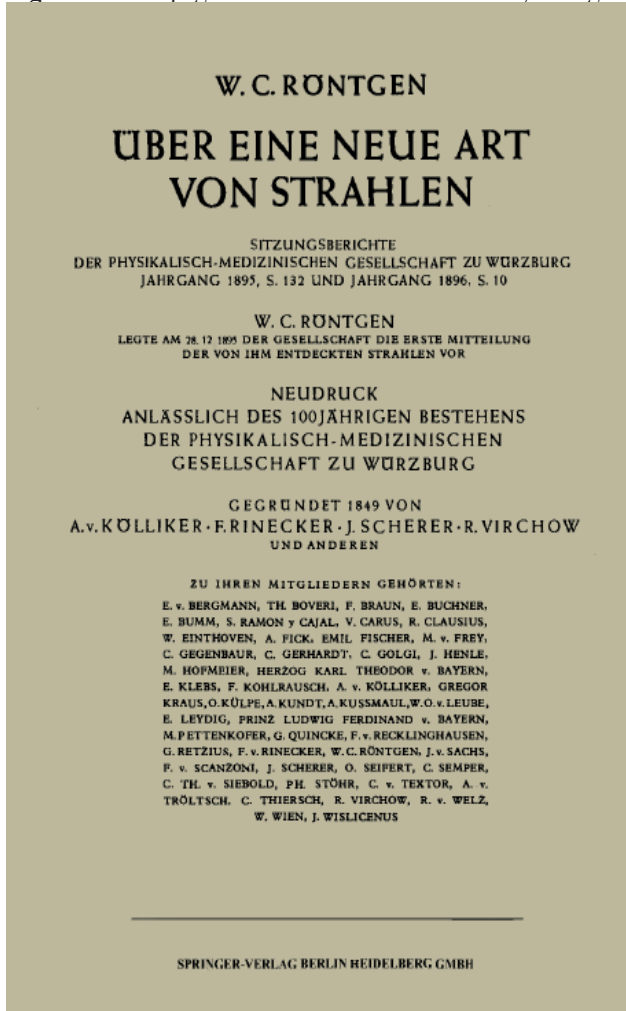 W. C. RÖNTGEN
ÜBER EINE NEUE ART
VON STRAHLEN
SITZUNGSBERICHTE
DER PHYSIKALISCH-MEDIZINISCHEN GESELLSCHAFT ZU WÜRZBURG
JAHRGANG 1895, S. 132 UND JAHRGANG 1896, S. 10
W. C. RÖNTGEN
LEGTE AM 28. 12 1895 DER GESELLSCHAFT DIE ERSTE MITTEILUNG
DER VON IHM ENTDECKTEN STRAHLEN VOR
NEUDRUCK
ANLÄSSLICH DES 100JÄHRIGEN BESTEHENS
DER PHYSIKALISCH-MEDIZINISCHEN
GESELLSCHAFT ZU WÜRZBURG
GEGRÜNDET 1849 VON
A.v. KÖLLIKER · F. RINECKER · J. SCHERER · R. VIRCHOW
UND ANDEREN
ZU IHREN MITGLIEDERN GEHÖRTEN:
E. v. BERGMANN, TH. BOVERI, F. BRAUN, E. BUCHNER,
E. BUMM, S. RAMON y CAJAL, V. CARUS, R. CLAUSIUS,
W. EINTHOVEN, A. FICK, EMIL FISCHER, M. v. FREY,
C. GEGENBAUR, C. GERHARDT, C. GOLGI, J. HENLE,
M. HOFMEIER, HERZOG KARL THEODOR v. BAYERN,
E. KLEBS, F. KOHLRAUSCH, A. v. KÖLLIKER, GREGOR
KRAUS, O. KÜLPE, A. KUNDT, A. KUSSMAUL, W. O. v. LEUBE,
E. LEYDIG, PRINZ LUDWIG FERDINAND v. BAYERN,
M. PETTENKOFER, G. QUINCKE, F. v. RECKLINGHAUSEN,
G. RETZIUS, F. v. RINECKER, W. C. RÖNTGEN, J. v. SACHS,
F. v. SCANZONI, J. SCHERER, O. SEIFERT, C. SEMPER,
C. TH. v. SIEBOLD, PH. STÖHR, C. v. TEXTOR, A. v.
TRÖLTSCH, C. THIERSCH, R. VIRCHOW, R. v. WELZ,
W. WIEN, J. WISLICENUS
SPRINGER-VERLAG BERLIN HEIDELBERG GMBH